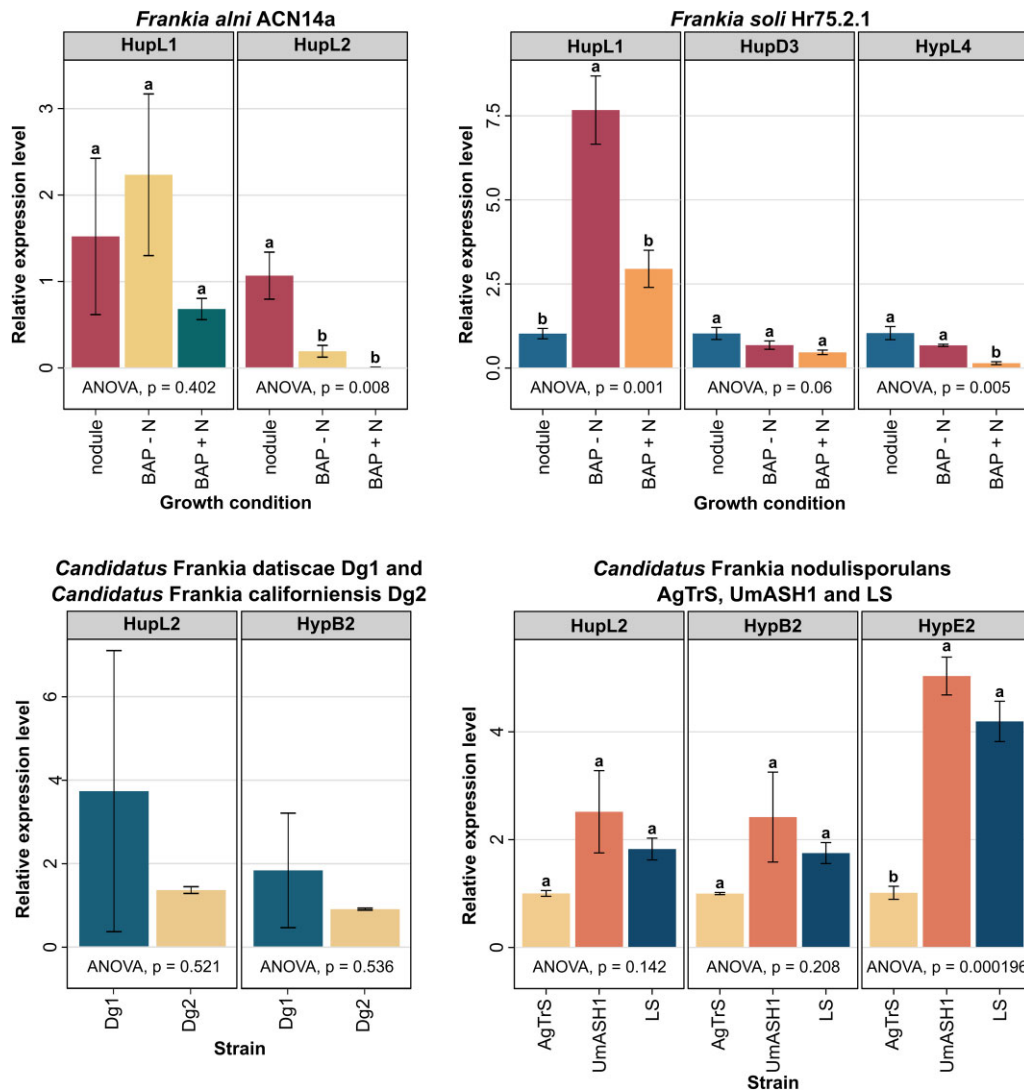 Frankia alni ACN14a
HupL1 HupL2
Relative expression level
3
2
1
0
a a a a b b
ANOVA, p = 0.402 ANOVA, p = 0.008
nodule BAP - N BAP + N nodule BAP - N BAP + N
Growth condition
Frankia soli Hr75.2.1
HupL1 HupD3 HypL4
Relative expression level
7.5
5.0
2.5
0.0
b a b a a a a a b
ANOVA, p = 0.001 ANOVA, p = 0.06 ANOVA, p = 0.005
nodule BAP - N BAP + N nodule BAP - N BAP + N nodule BAP - N BAP + N
Growth condition
Candidatus Frankia datiscae Dg1 and
Candidatus Frankia californiensis Dg2
HupL2 HypB2
Relative expression level
6
4
2
0
ANOVA, p = 0.521 ANOVA, p = 0.536
Dg1 Dg2 Dg1 Dg2
Strain
Candidatus Frankia nodulisporulans
AgTrS, UmASH1 and LS
HupL2 HypB2 HypE2
Relative expression level
4
2
0
a a a a a a b a a
ANOVA, p = 0.142 ANOVA, p = 0.208 ANOVA, p = 0.000196
AgTrS UmASH1 LS AgTrS UmASH1 LS AgTrS UmASH1 LS
Strain